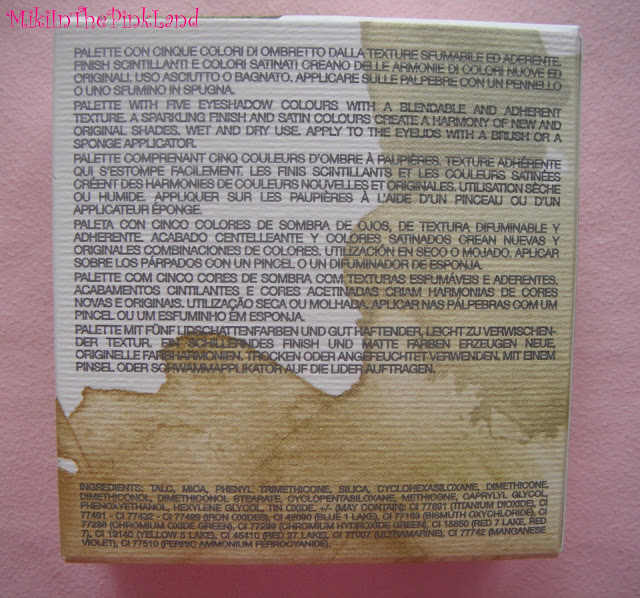 MikiInThePinkLand
PALETTE CON CINQUE COLORI DI OMBRETTO DALLA TEXTURE SFUMABILE ED ADERENTE.
FINISH SCINTILLANTI E COLORI SATINATI CREANO DELLE ARMONIE DI COLORI NUOVE ED
ORIGINALI. USO ASCIUTTO O BAGNATO. APPLICARE SULLE PALPEBRE CON UN PENNELLO
O UNO SFUMINO IN SPUGNA.
PALETTE WITH FIVE EYESHADOW COLOURS WITH A BLENDABLE AND ADHERENT
TEXTURE. A SPARKLING FINISH AND SATIN COLOURS CREATE A HARMONY OF NEW AND
ORIGINAL SHADES. WET AND DRY USE. APPLY TO THE EYELIDS WITH A BRUSH OR A
SPONGE APPLICATOR.
PALETTE COMPRENANT CINQ COULEURS D'OMBRE À PAUPIÈRES. TEXTURE ADHÉRENTE
QUI S'ESTOMPE FACILEMENT. LES FINIS SCINTILLANTS ET LES COULEURS SATINÉES
CRÉENT DES HARMONIES DE COULEURS NOUVELLES ET ORIGINALES. UTILISATION SÈCHE
OU HUMIDE. APPLIQUER SUR LES PAUPIÈRES À L'AIDE D'UN PINCEAU OU D'UN
APPLICATEUR ÉPONGE.
PALETA CON CINCO COLORES DE SOMBRA DE OJOS, DE TEXTURA DIFUMINABLE Y
ADHERENTE. ACABADO CENTELLEANTE Y COLORES SATINADOS CREAN NUEVAS Y
ORIGINALES COMBINACIONES DE COLORES. UTILIZACIÓN EN SECO O MOJADO. APLICAR
SOBRE LOS PÁRPADOS CON UN PINCEL O UN DIFUMINADOR DE ESPONJA.
PALETTE COM CINCO CORES DE SOMBRA COM TEXTURAS ESFUMÁVEIS E ADERENTES.
ACABAMENTOS CINTILANTES E CORES ACETINADAS CRIAM HARMONIAS DE CORES
NOVAS E ORIGINAIS. UTILIZAÇÃO SECA OU MOLHADA. APLICAR NAS PÁLPEBRAS COM UM
PINCEL OU UM ESFUMINHO EM ESPONJA.
PALETTE MIT FÜNF LIDSCHATTENFARBEN UND GUT HAFTENDER, LEICHT ZU VERWISCHEN-
DER TEXTUR. EIN SCHILLERNDES FINISH UND MATTE FARBEN ERZEUGEN NEUE,
ORIGINELLE FARBHARMONIEN. TROCKEN ODER ANGEFEUCHTET VERWENDEN. MIT EINEM
PINSEL ODER SCHWAMMAPPLIKATOR AUF DIE LIDER AUFTRAGEN.
INGREDIENTS: TALC, MICA, PHENYL TRIMETHICONE, SILICA, CYCLOHEXASILOXANE, DIMETHICONE,
DIMETHICONOL, DIMETHICONOL STEARATE, CYCLOPENTASILOXANE, METHICONE, CAPRYLYL GLYCOL,
PHENOXYETHANOL, HEXYLENE GLYCOL, TIN OXIDE. +/- (MAY CONTAIN): CI 77891 (TITANIUM DIOXIDE), CI
77491 - CI 77492 - CI 77499 (IRON OXIDES), CI 42090 (BLUE 1 LAKE), CI 77163 (BISMUTH OXYCHLORIDE), CI
77288 (CHROMIUM OXIDE GREEN), CI 77289 (CHROMIUM HYDROXIDE GREEN), CI 15850 (RED 7 LAKE, RED
7), CI 19140 (YELLOW 5 LAKE), CI 45410 (RED 27 LAKE), CI 77007 (ULTRAMARINE), CI 77742 (MANGANESE
VIOLET), CI 77510 (FERRIC AMMONIUM FERROCYANIDE).